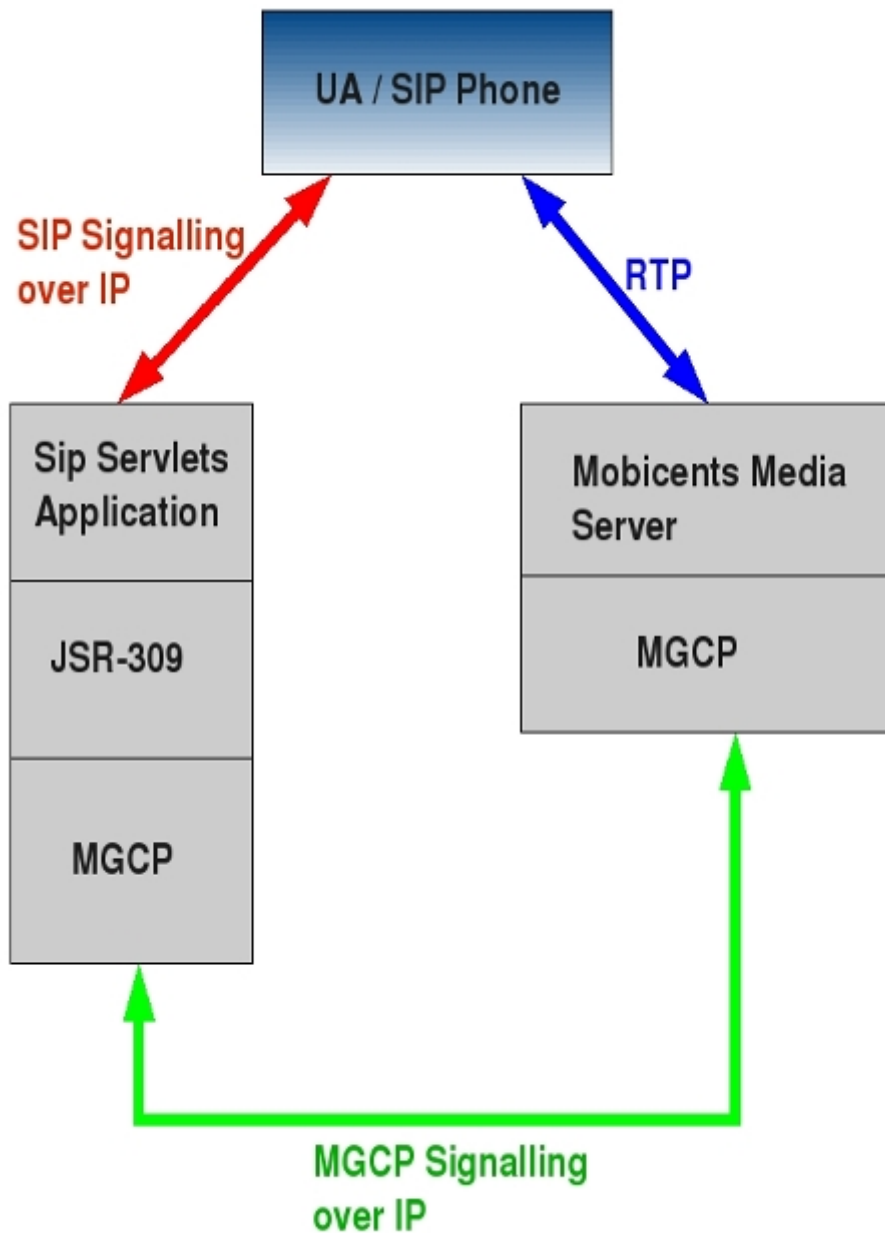 UA / SIP Phone
SIP Signalling
over IP
RTP
Sip Servlets
Application
JSR-309
MGCP
Mobicents Media
Server
MGCP
MGCP Signalling
over IP